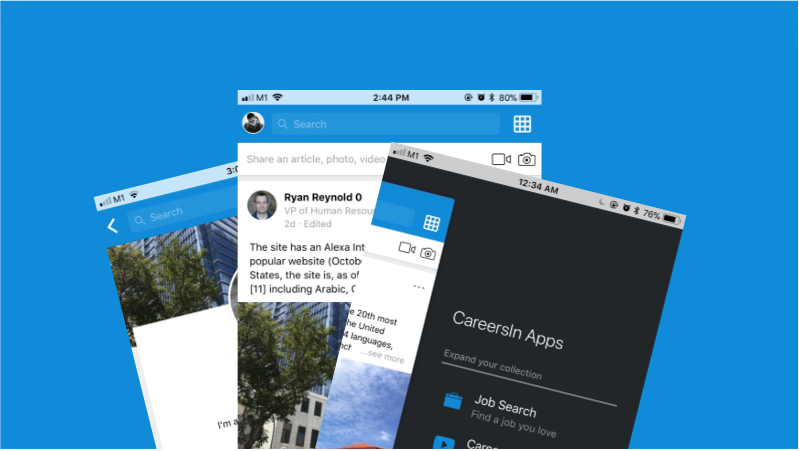 M1
2:44 PM
80%
Search
Share an article, photo, video
Ryan Reynold 0
VP of Human Resou
2d · Edited
The site has an Alexa Int
popular website (Octob
States, the site is, as of
[11] including Arabic,
M1
3:0
Search
I'm a
M1
12:34 AM
76%
e 20th most
he United
4 languages,
...see more
CareersIn Apps
Expand your collection
Job Search
Find a job you love
Caree